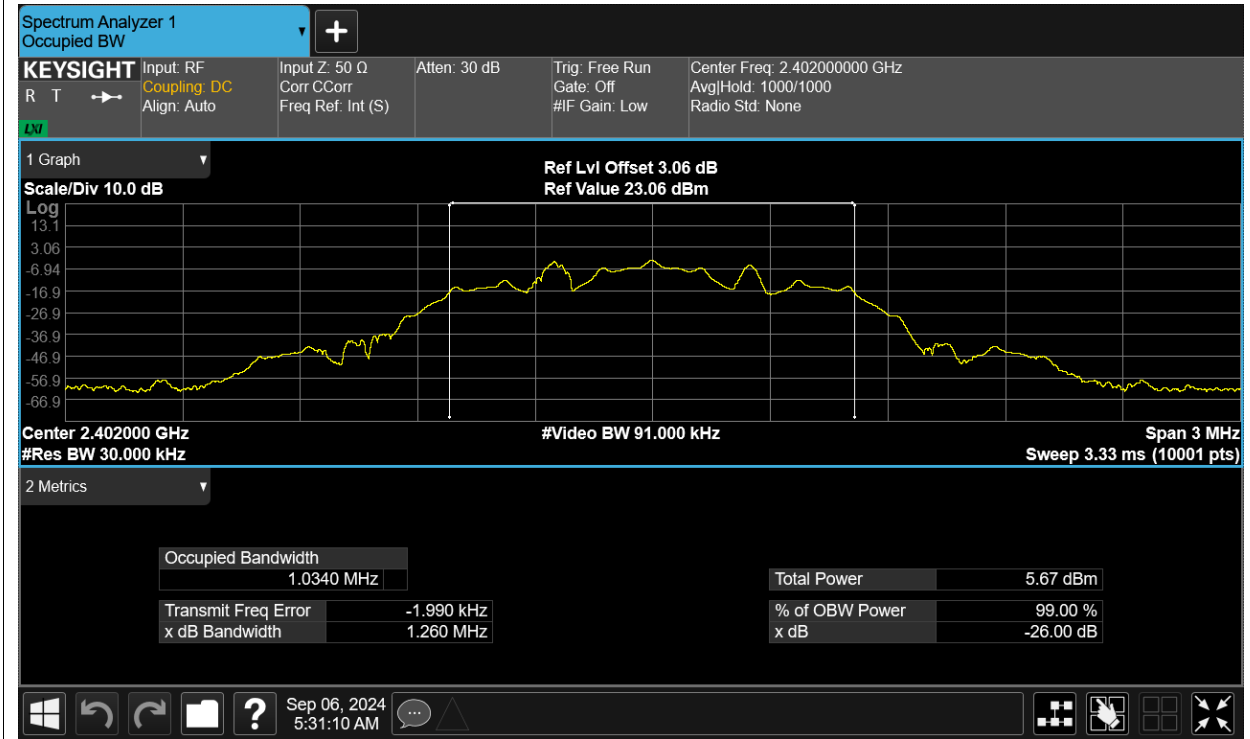 Spectrum Analyzer 1
Occupied BW
KEYSIGHT
R T
LXI
Input: RF
Coupling: DC
Align: Auto
Input Z: 50 Ω
Corr CCorr
Freq Ref: Int (S)
Atten: 30 dB
Trig: Free Run
Gate: Off
#IF Gain: Low
Center Freq: 2.402000000 GHz
Avg|Hold: 1000/1000
Radio Std: None
1 Graph
Scale/Div 10.0 dB
Ref Lvl Offset 3.06 dB
Ref Value 23.06 dBm
Log
13.1
3.06
-6.94
-16.9
-26.9
-36.9
-46.9
-56.9
-66.9
Center 2.402000 GHz
#Video BW 91.000 kHz
Span 3 MHz
#Res BW 30.000 kHz
Sweep 3.33 ms (10001 pts)
2 Metrics
Occupied Bandwidth
1.0340 MHz
Total Power 5.67 dBm
Transmit Freq Error -1.990 kHz
% of OBW Power 99.00 %
x dB Bandwidth 1.260 MHz
x dB -26.00 dB
?
Sep 06, 2024
5:31:10 AM